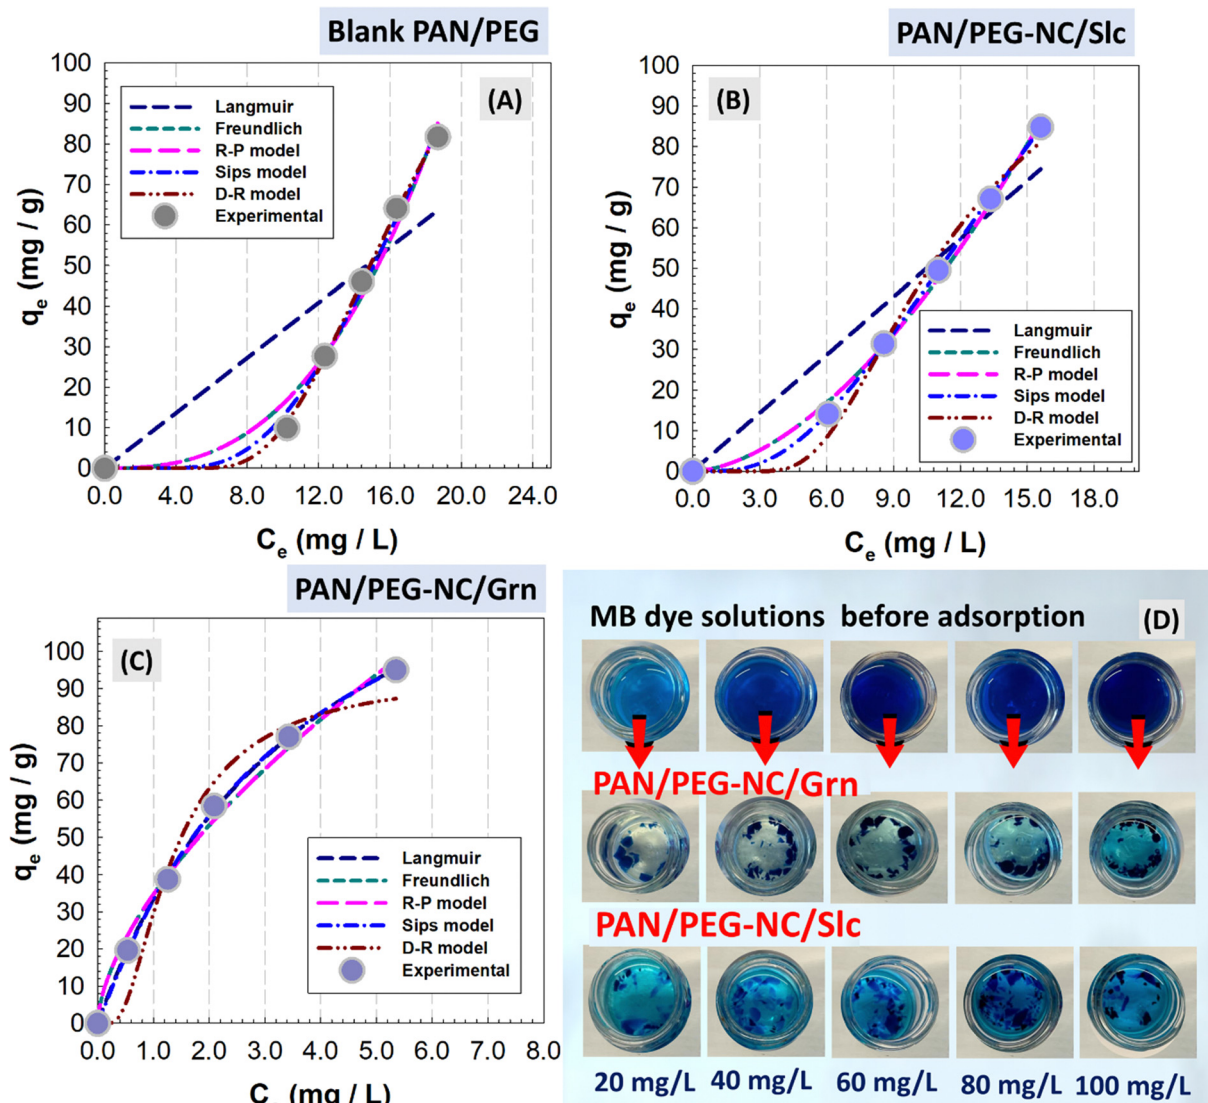 Blank PAN/PEG
(A)
100
90
80
70
60
50
40
30
20
10
0
q_e (mg / g)
Langmuir
Freundlich
R-P model
Sips model
D-R model
Experimental
0.0 4.0 8.0 12.0 16.0 20.0 24.0
C_e (mg / L)
PAN/PEG-NC/Slc
(B)
100
90
80
70
60
50
40
30
20
10
0
q_e (mg / g)
Langmuir
Freundlich
R-P model
Sips model
D-R model
Experimental
0.0 3.0 6.0 9.0 12.0 15.0 18.0
C_e (mg / L)
PAN/PEG-NC/Grn
(C)
100
90
80
70
60
50
40
30
20
10
0
q_e (mg / g)
Langmuir
Freundlich
R-P model
Sips model
D-R model
Experimental
0.0 1.0 2.0 3.0 4.0 5.0 6.0 7.0 8.0
C (mg / L)
MB dye solutions before adsorption
(D)
PAN/PEG-NC/Grn
PAN/PEG-NC/Slc
20 mg/L 40 mg/L 60 mg/L 80 mg/L 100 mg/L